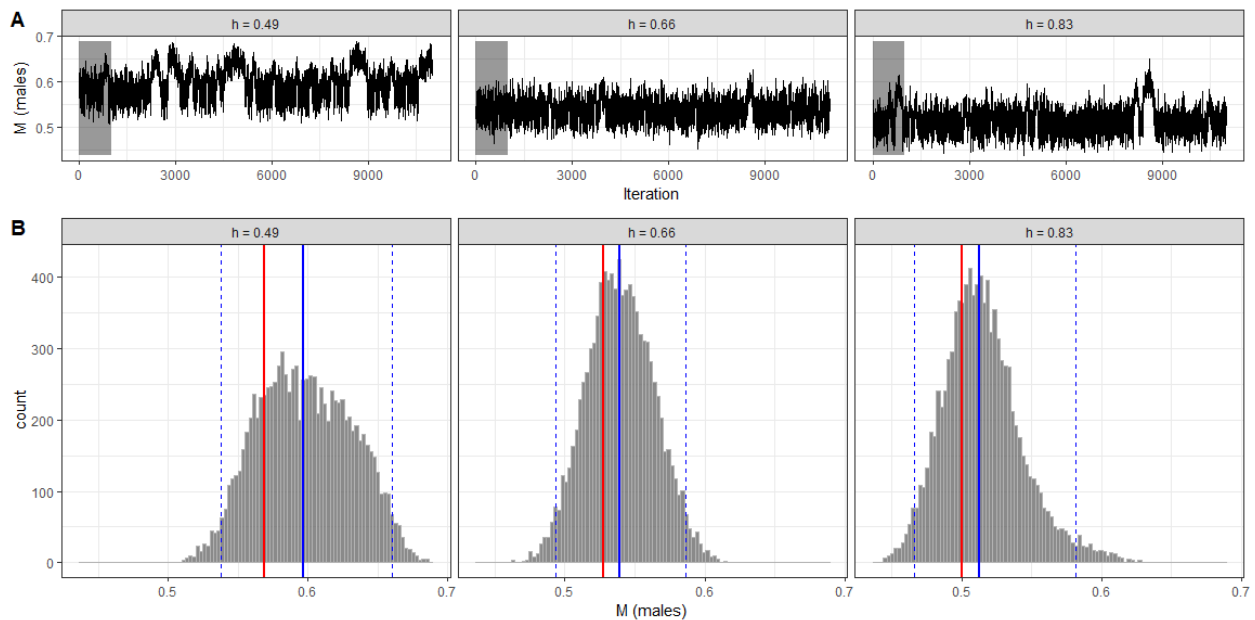 A
h = 0.49 h = 0.66 h = 0.83
M (males)
0.7
0.6
0.5
0 3000 6000 9000 0 3000 6000 9000 0 3000 6000 9000
Iteration
B
h = 0.49 h = 0.66 h = 0.83
count
400
300
200
100
0
0.5 0.6 0.7 0.5 0.6 0.7 0.5 0.6 0.7
M (males)